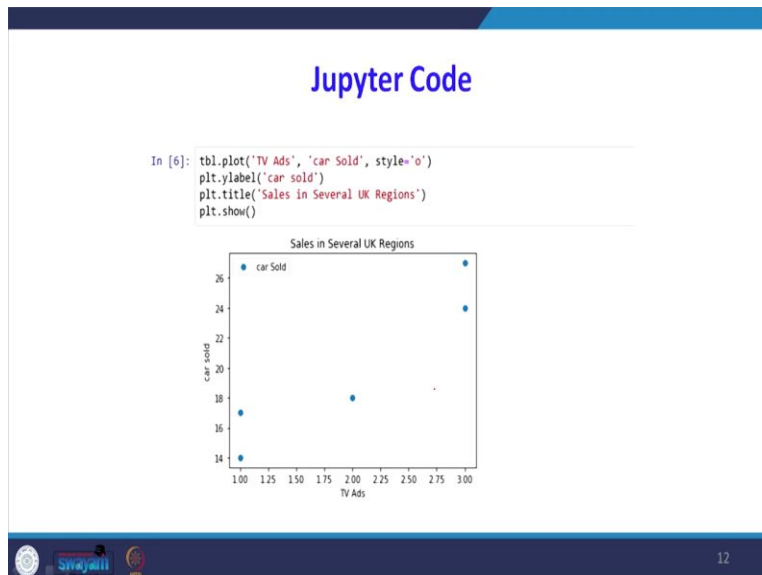 Jupyter Code
In [6]: tbl.plot('TV Ads', 'car Sold', style='o')
plt.ylabel('car sold')
plt.title('Sales in Several UK Regions')
plt.show()
Sales in Several UK Regions
car Sold
26
24
22
20
18
16
14
car sold
1.00 1.25 1.50 1.75 2.00 2.25 2.50 2.75 3.00
TV Ads
swayam
12